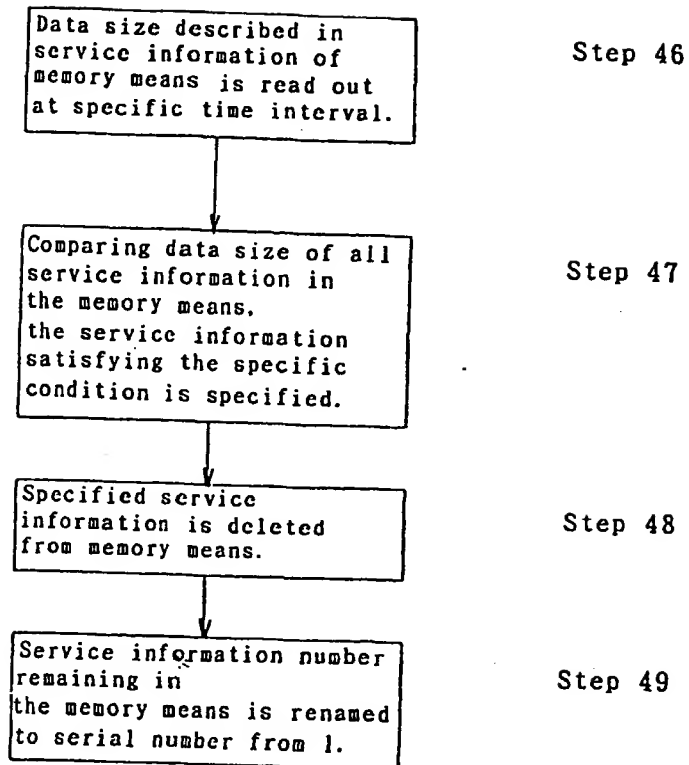 Data size described in
service information of
memory means is read out
at specific time interval.
Step 46
Comparing data size of all
service information in
the memory means.
the service information
satisfying the specific
condition is specified.
Step 47
Specified service
information is deleted
from memory means.
Step 48
Service information number
remaining in
the memory means is renamed
to serial number from 1.
Step 49